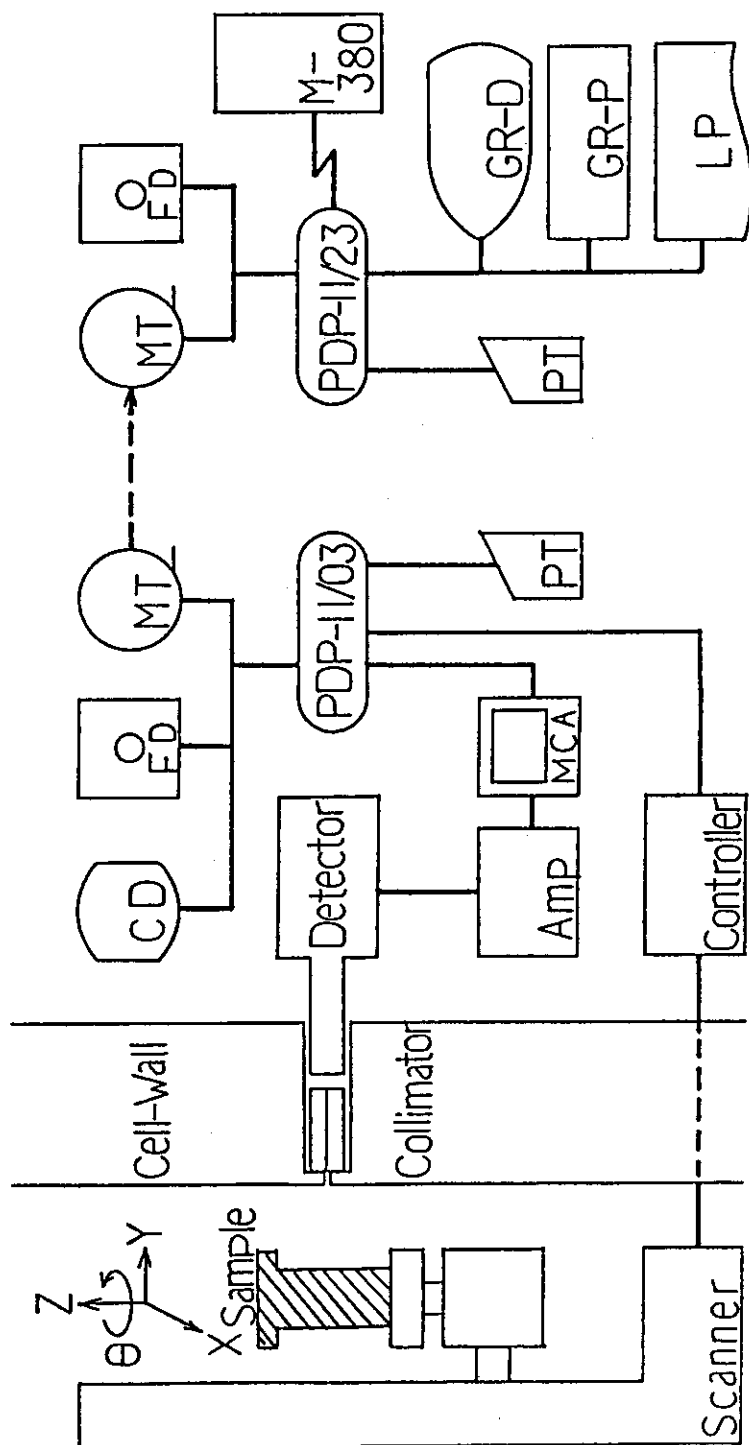 Z
θ
Y
X
Sample
Scanner
Cell-Wall
Collimator
CD
FD
MT
MT
FD
Detector
PDP-11/03
PDP-11/23
M-
380
Amp
MCA
PT
PT
GR-D
GR-P
LP
Controller